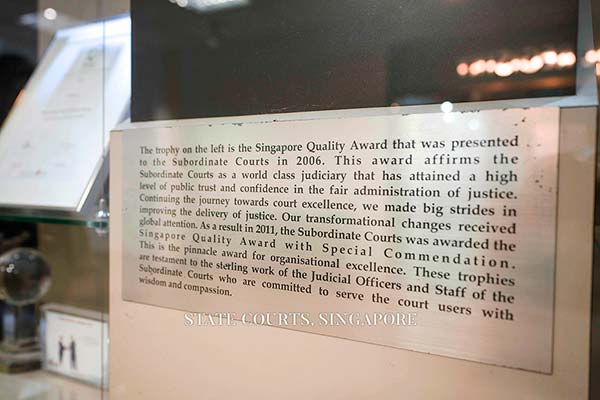 The trophy on the left is the Singapore Quality Award that was presented
to the Subordinate Courts in 2006. This award affirms the
Subordinate Courts as a world class judiciary that has attained a high
level of public trust and confidence in the fair administration of justice.
Continuing the journey towards court excellence, we made big strides in
improving the delivery of justice. Our transformational changes received
global attention. As a result in 2011, the Subordinate Courts was awarded the
Singapore Quality Award with Special Commendation.
This is the pinnacle award for organisational excellence. These trophies
are testament to the sterling work of the Judicial Officers and Staff of the
Subordinate Courts who are committed to serve the court users with
wisdom and compassion.
STATE COURTS, SINGAPORE